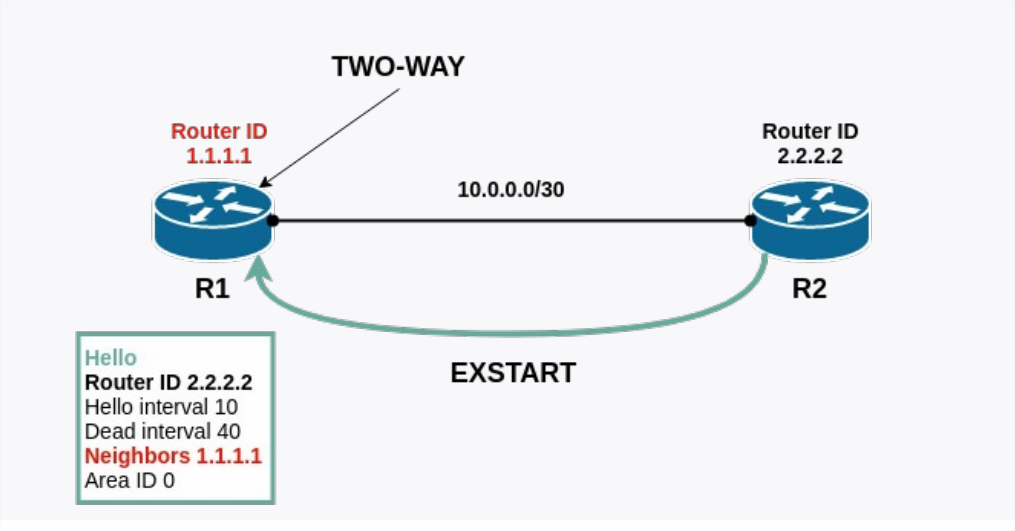 TWO-WAY
Router ID
1.1.1.1
Router ID
2.2.2.2
10.0.0.0/30
R1
R2
EXSTART
Hello
Router ID 2.2.2.2
Hello interval 10
Dead interval 40
Neighbors 1.1.1.1
Area ID 0